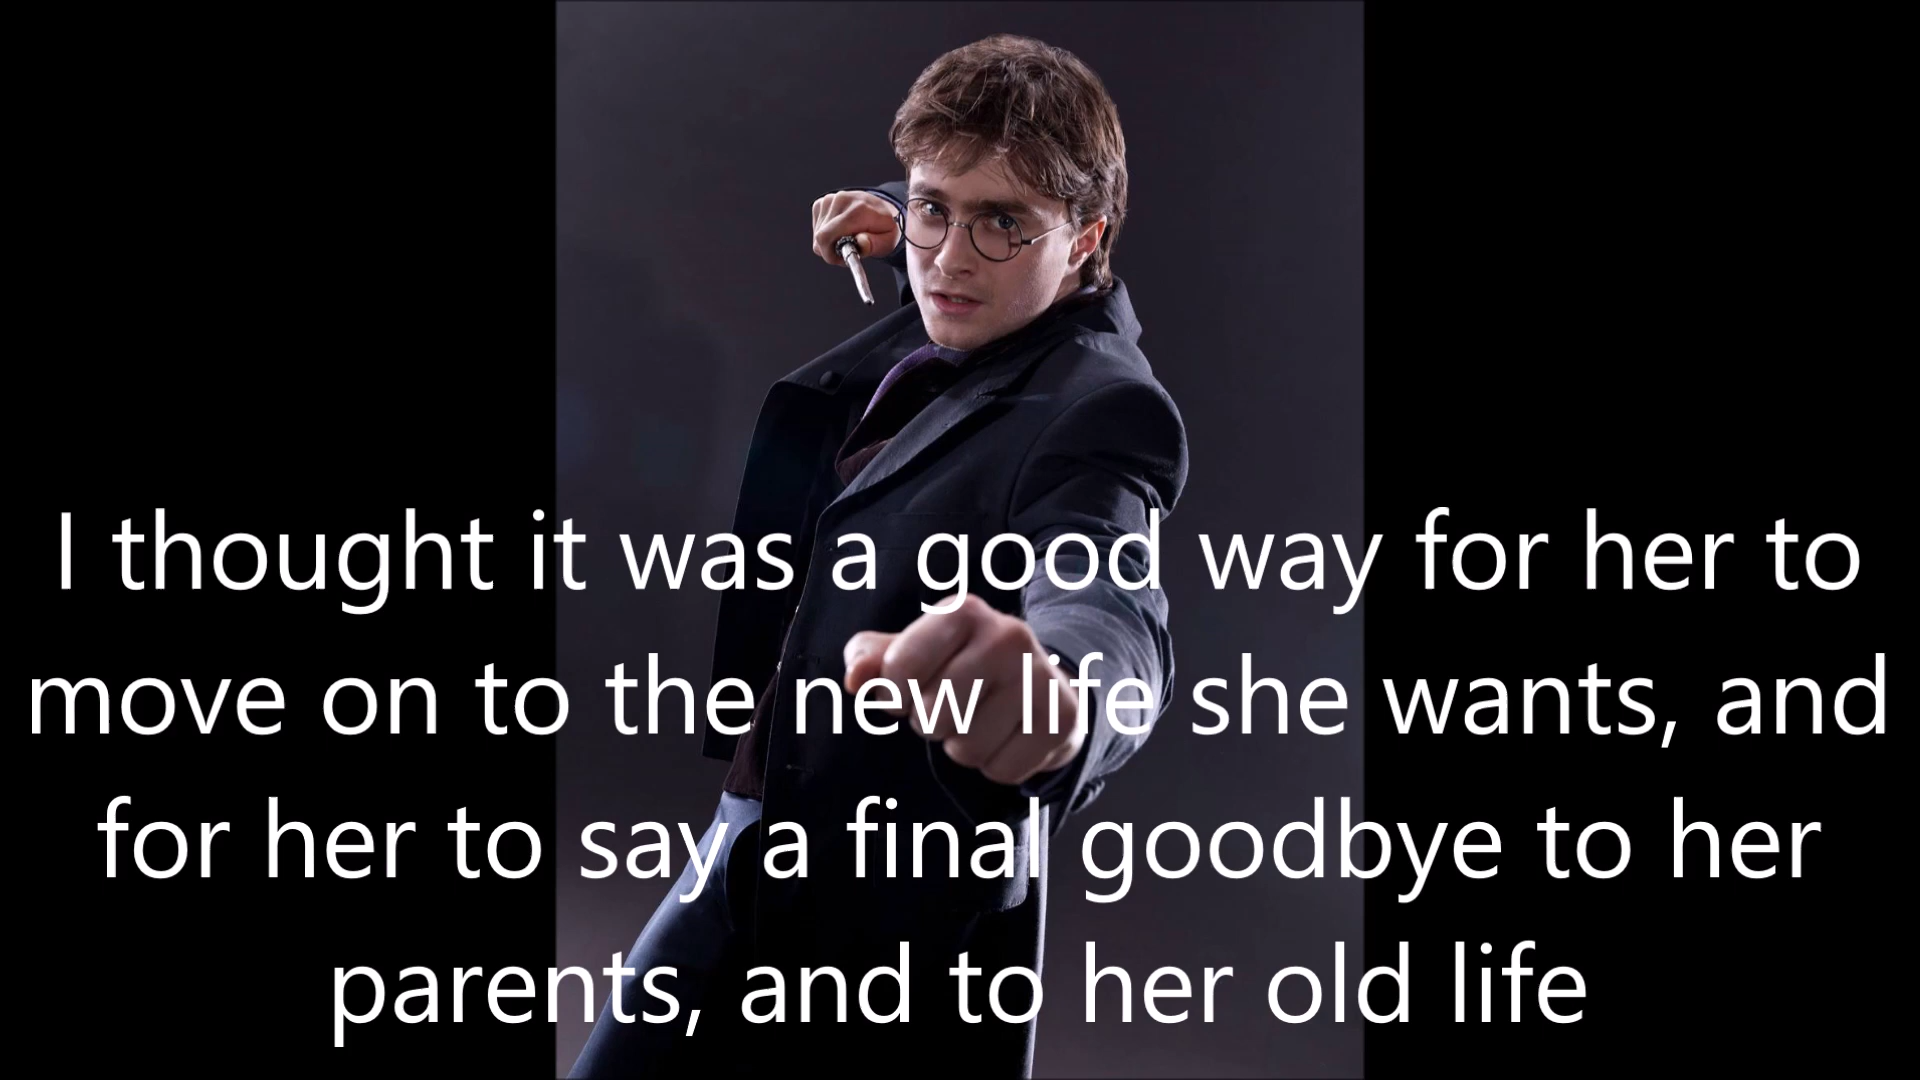 I thought it was a good way for her to
move on to the new life she wants, and
for her to say a final goodbye to her
parents, and to her old life